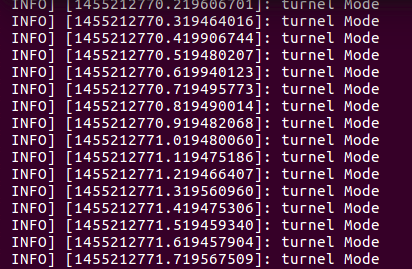 INFO] [1455212770.219606701]: turnel Mode
INFO] [1455212770.319464016]: turnel Mode
INFO] [1455212770.419906744]: turnel Mode
INFO] [1455212770.519480207]: turnel Mode
INFO] [1455212770.619940123]: turnel Mode
INFO] [1455212770.719495773]: turnel Mode
INFO] [1455212770.819490014]: turnel Mode
INFO] [1455212770.919482068]: turnel Mode
INFO] [1455212771.019480060]: turnel Mode
INFO] [1455212771.119475186]: turnel Mode
INFO] [1455212771.219466407]: turnel Mode
INFO] [1455212771.319560960]: turnel Mode
INFO] [1455212771.419475306]: turnel Mode
INFO] [1455212771.519459340]: turnel Mode
INFO] [1455212771.619457904]: turnel Mode
INFO] [1455212771.719567509]: turnel Mode